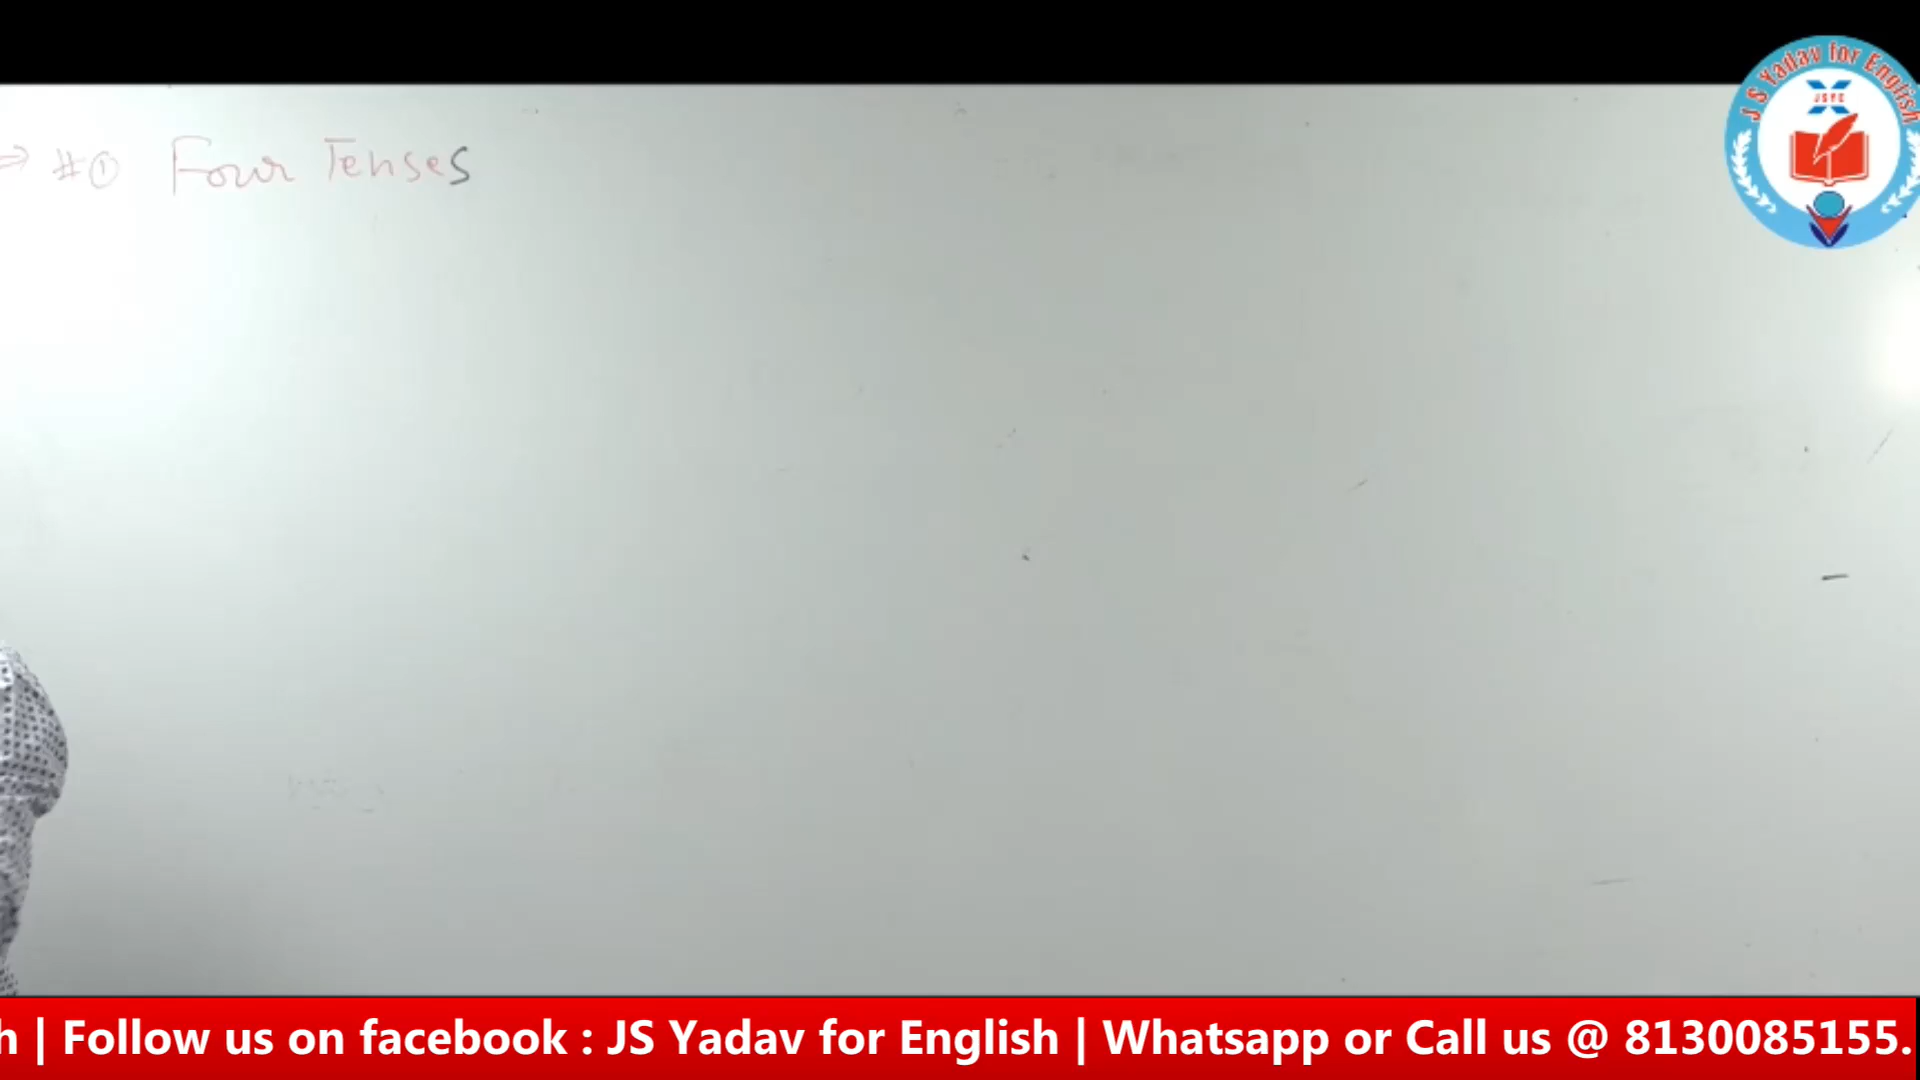 J S Yadav for English
JSYE
⇒ #① Four Tenses
h | Follow us on facebook : JS Yadav for English | Whatsapp or Call us @ 8130085155.